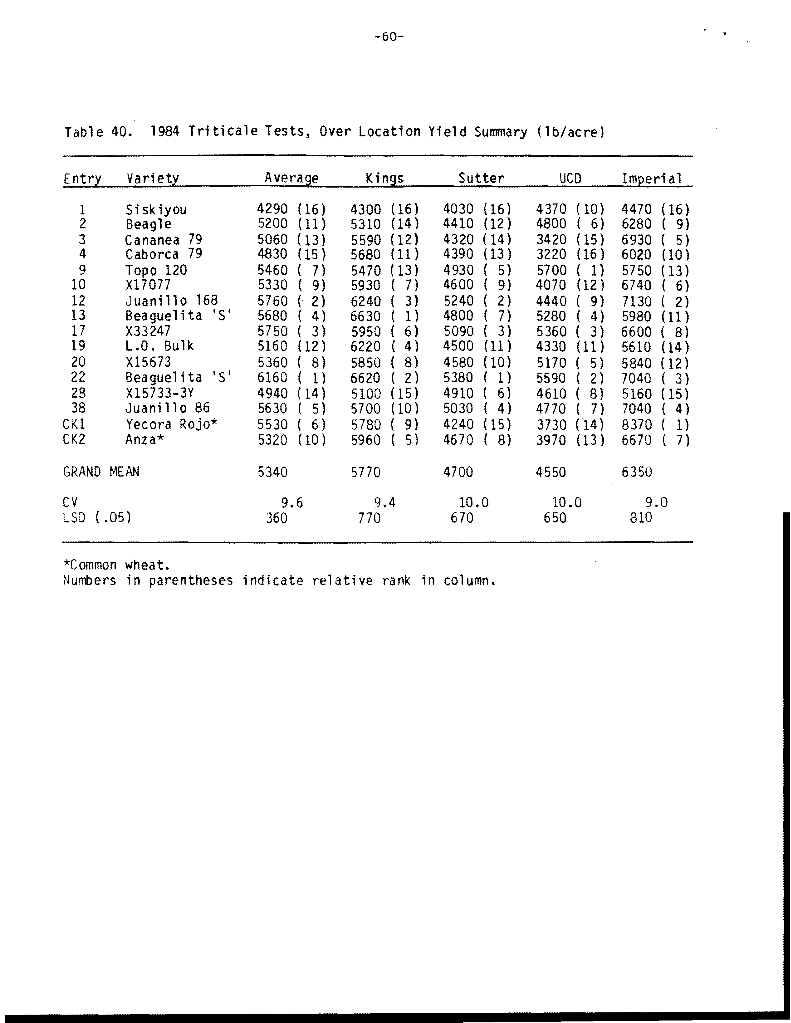 -60-
Table 40. 1984 Triticale Tests, Over Location Yield Summary (lb/acre)
Entry Variety Average Kings Sutter UCD Imperial
1 Siskiyou 4290 (16) 4300 (16) 4030 (16) 4370 (10) 4470 (16)
2 Beagle 5200 (11) 5310 (14) 4410 (12) 4800 ( 6) 6280 ( 9)
3 Cananea 79 5060 (13) 5590 (12) 4320 (14) 3420 (15) 6930 ( 5)
4 Caborca 79 4830 (15) 5680 (11) 4390 (13) 3220 (16) 6020 (10)
9 Topo 120 5460 ( 7) 5470 (13) 4930 ( 5) 5700 ( 1) 5750 (13)
10 X17077 5330 ( 9) 5930 ( 7) 4600 ( 9) 4070 (12) 6740 ( 6)
12 Juanillo 168 5760 ( 2) 6240 ( 3) 5240 ( 2) 4440 ( 9) 7130 ( 2)
13 Beaguelita 'S' 5680 ( 4) 6630 ( 1) 4800 ( 7) 5280 ( 4) 5980 (11)
17 X33247 5750 ( 3) 5950 ( 6) 5090 ( 3) 5360 ( 3) 6600 ( 8)
19 L.O. Bulk 5160 (12) 6220 ( 4) 4500 (11) 4330 (11) 5610 (14)
20 X15673 5360 ( 8) 5850 ( 8) 4580 (10) 5170 ( 5) 5840 (12)
22 Beaguelita 'S' 6160 ( 1) 6620 ( 2) 5380 ( 1) 5590 ( 2) 7040 ( 3)
28 X15733-3Y 4940 (14) 5100 (15) 4910 ( 6) 4610 ( 8) 5160 (15)
38 Juanillo 86 5630 ( 5) 5700 (10) 5030 ( 4) 4770 ( 7) 7040 ( 4)
CK1 Yecora Rojo* 5530 ( 6) 5780 ( 9) 4240 (15) 3730 (14) 8370 ( 1)
CK2 Anza* 5320 (10) 5960 ( 5) 4670 ( 8) 3970 (13) 6670 ( 7)
GRAND MEAN 5340 5770 4700 4550 6350
CV 9.6 9.4 10.0 10.0 9.0
LSD (.05) 360 770 670 650 810
*Common wheat.
Numbers in parentheses indicate relative rank in column.